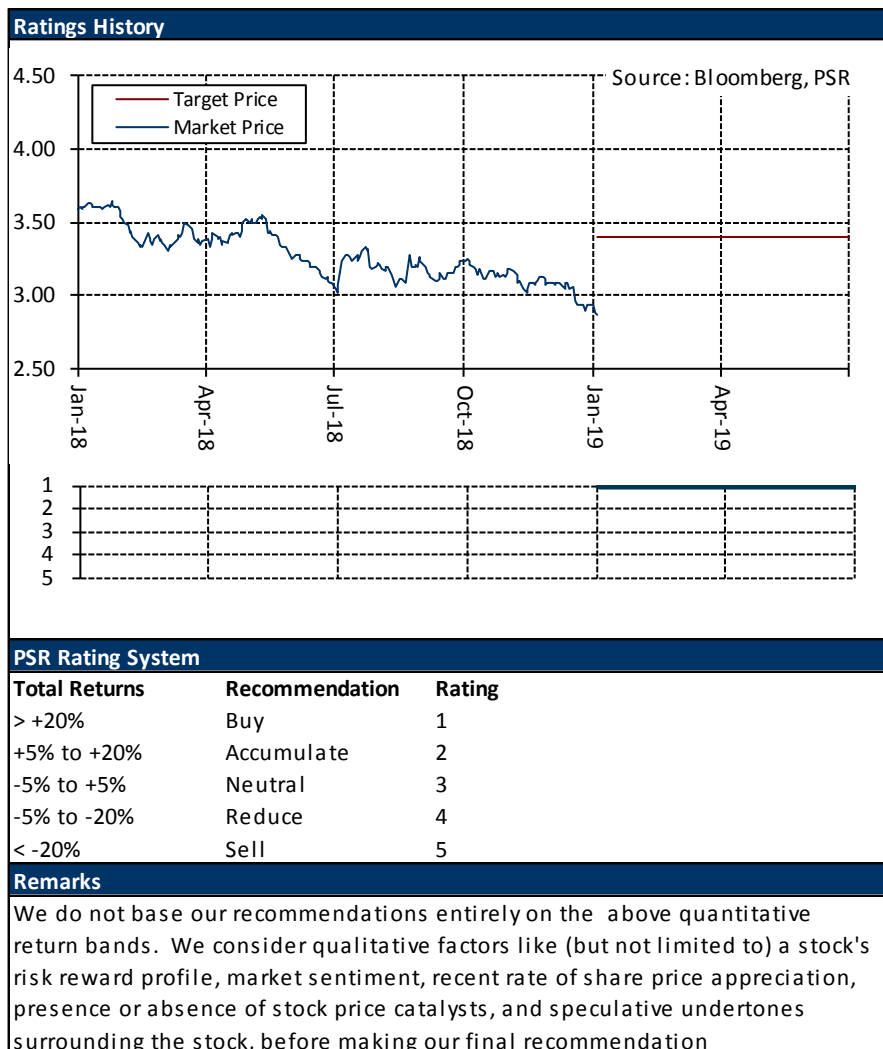 Ratings History
Source: Bloomberg, PSR
Target Price
Market Price
4.50
4.00
3.50
3.00
2.50
Jan-18
Apr-18
Jul-18
Oct-18
Jan-19
Apr-19
1
2
3
4
5
PSR Rating System
Total Returns Recommendation Rating
> +20% Buy 1
+5% to +20% Accumulate 2
-5% to +5% Neutral 3
-5% to -20% Reduce 4
< -20% Sell 5
Remarks
We do not base our recommendations entirely on the above quantitative
return bands. We consider qualitative factors like (but not limited to) a stock's
risk reward profile, market sentiment, recent rate of share price appreciation,
presence or absence of stock price catalysts, and speculative undertones
surrounding the stock, before making our final recommendation